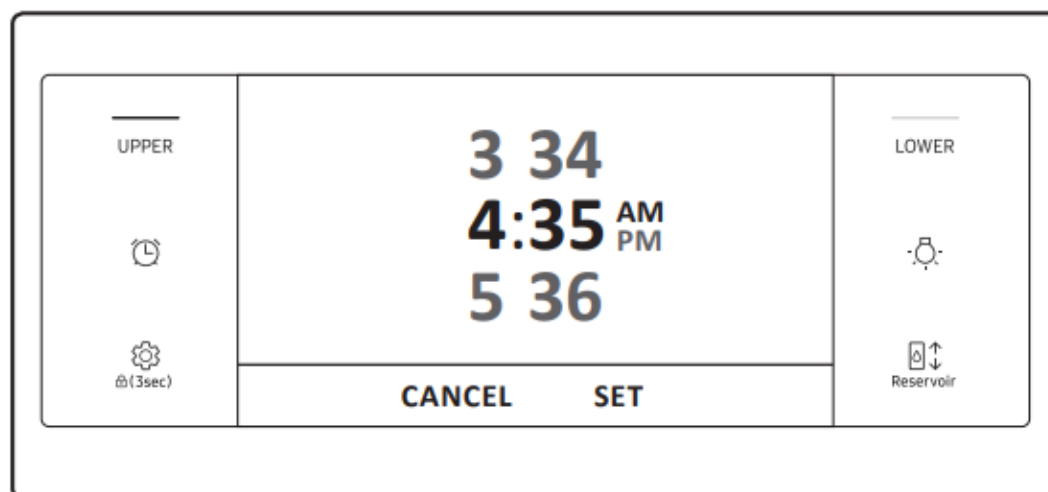 UPPER
(3sec)
3 34
4:35 AM
PM
5 36
CANCEL SET
LOWER
Reservoir